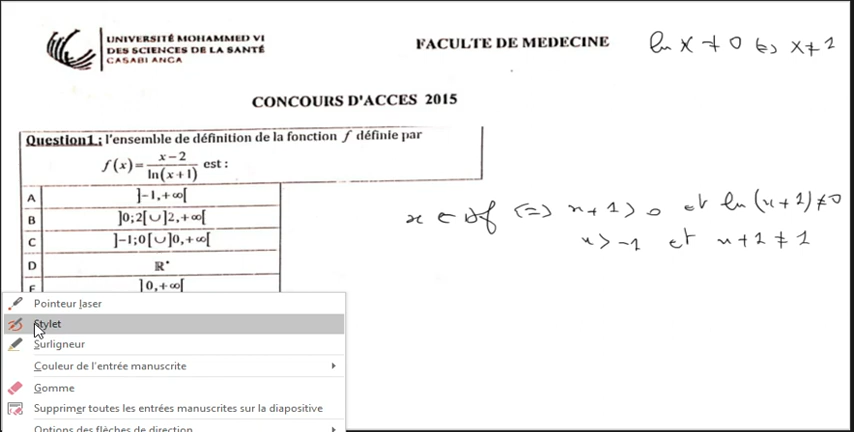 UNIVERSITÉ MOHAMMED VI
DES SCIENCES DE LA SANTÉ
CASABLANCA
FACULTE DE MEDECINE
ln x ≠ 0 ⇔ x ≠ 1
CONCOURS D'ACCES 2015
Question1 : l'ensemble de définition de la fonction f définie par
f(x)=(x−2)/ln(x+1) est :
A ]−1,+∞[
B ]0;2[∪]2,+∞[
C ]−1;0[∪]0,+∞[
D ℝ*
E ]0,+∞[
x ∈ Df ⇔ x+1>0 et ln(x+1)≠0
x>−1 et x+1≠1
Pointeur laser
Stylet
Surligneur
Couleur de l'entrée manuscrite
Gomme
Supprimer toutes les entrées manuscrites sur la diapositive
Options des flèches de direction